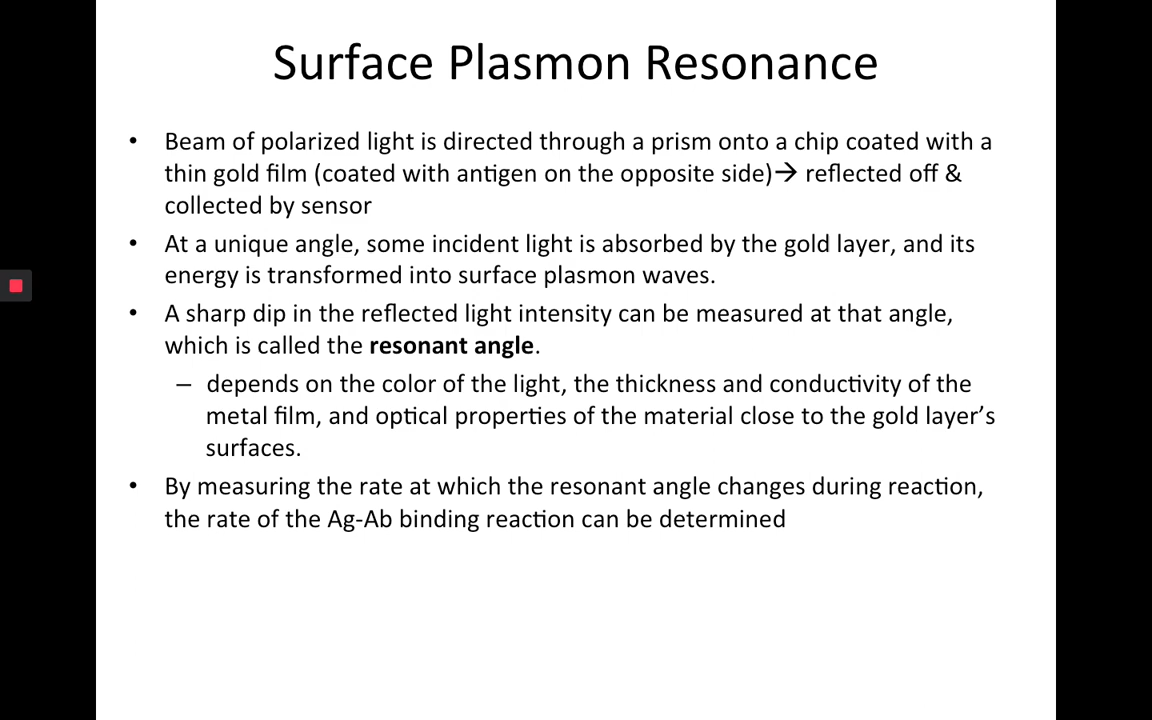 Surface Plasmon Resonance
• Beam of polarized light is directed through a prism onto a chip coated with a
thin gold film (coated with antigen on the opposite side)→ reflected off &
collected by sensor
• At a unique angle, some incident light is absorbed by the gold layer, and its
energy is transformed into surface plasmon waves.
• A sharp dip in the reflected light intensity can be measured at that angle,
which is called the resonant angle.
– depends on the color of the light, the thickness and conductivity of the
metal film, and optical properties of the material close to the gold layer’s
surfaces.
• By measuring the rate at which the resonant angle changes during reaction,
the rate of the Ag-Ab binding reaction can be determined